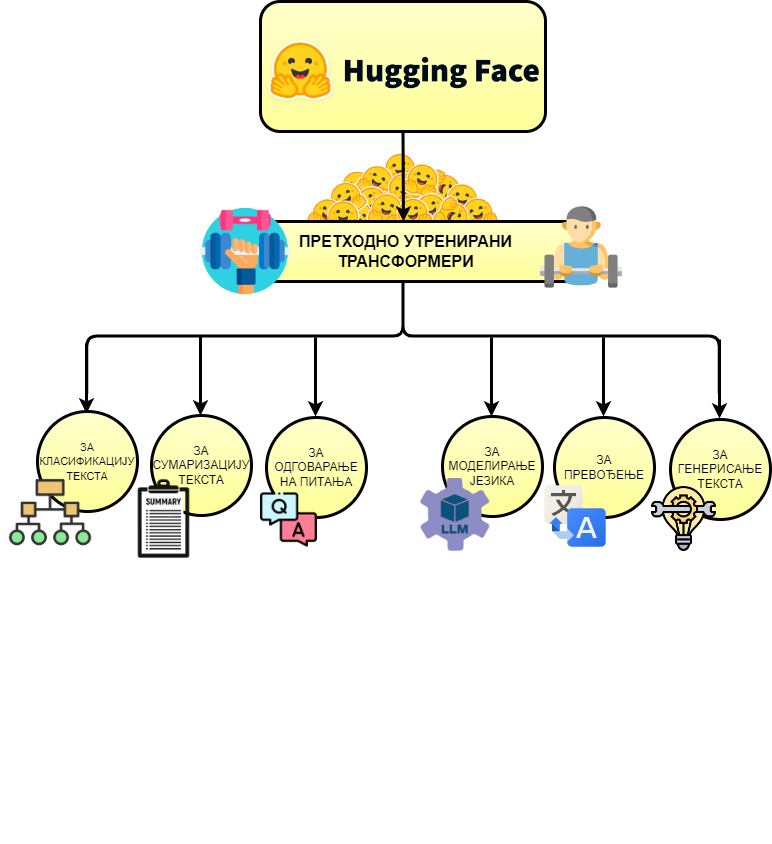 Hugging Face
ПРЕТХОДНО УТРЕНИРАНИ
ТРАНСФОРМЕРИ
ЗА
КЛАСИФИКАЦИЈУ
ТЕКСТА
ЗА
СУМАРИЗАЦИЈУ
ТЕКСТА
SUMMARY
ЗА
ОДГОВАРАЊЕ
НА ПИТАЊА
Q
A
ЗА
МОДЕЛИРАЊЕ
ЈЕЗИКА
LLM
ЗА
ПРЕВОЂЕЊЕ
文
A
ЗА
ГЕНЕРИСАЊЕ
ТЕКСТА